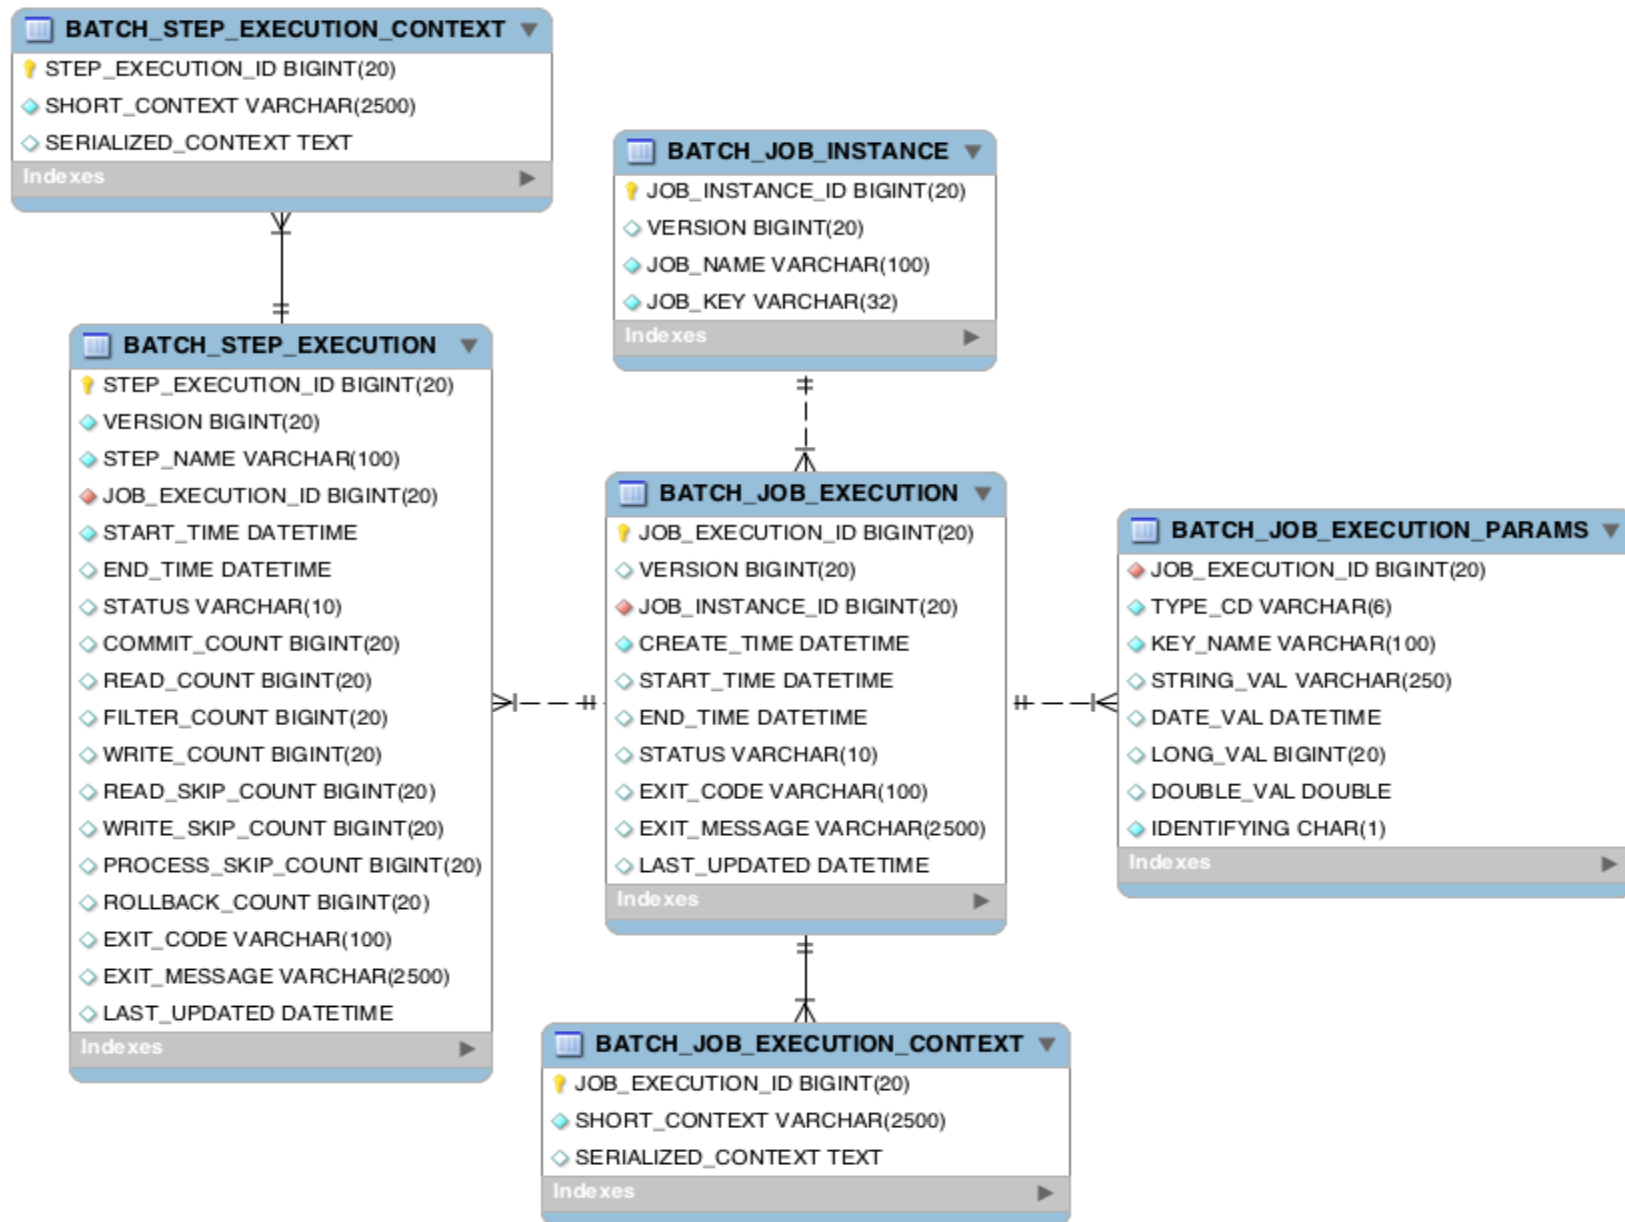 BATCH_STEP_EXECUTION_CONTEXT
STEP_EXECUTION_ID BIGINT(20)
SHORT_CONTEXT VARCHAR(2500)
SERIALIZED_CONTEXT TEXT
Indexes
BATCH_JOB_INSTANCE
JOB_INSTANCE_ID BIGINT(20)
VERSION BIGINT(20)
JOB_NAME VARCHAR(100)
JOB_KEY VARCHAR(32)
Indexes
BATCH_STEP_EXECUTION
STEP_EXECUTION_ID BIGINT(20)
VERSION BIGINT(20)
STEP_NAME VARCHAR(100)
JOB_EXECUTION_ID BIGINT(20)
START_TIME DATETIME
END_TIME DATETIME
STATUS VARCHAR(10)
COMMIT_COUNT BIGINT(20)
READ_COUNT BIGINT(20)
FILTER_COUNT BIGINT(20)
WRITE_COUNT BIGINT(20)
READ_SKIP_COUNT BIGINT(20)
WRITE_SKIP_COUNT BIGINT(20)
PROCESS_SKIP_COUNT BIGINT(20)
ROLLBACK_COUNT BIGINT(20)
EXIT_CODE VARCHAR(100)
EXIT_MESSAGE VARCHAR(2500)
LAST_UPDATED DATETIME
Indexes
BATCH_JOB_EXECUTION
JOB_EXECUTION_ID BIGINT(20)
VERSION BIGINT(20)
JOB_INSTANCE_ID BIGINT(20)
CREATE_TIME DATETIME
START_TIME DATETIME
END_TIME DATETIME
STATUS VARCHAR(10)
EXIT_CODE VARCHAR(100)
EXIT_MESSAGE VARCHAR(2500)
LAST_UPDATED DATETIME
Indexes
BATCH_JOB_EXECUTION_PARAMS
JOB_EXECUTION_ID BIGINT(20)
TYPE_CD VARCHAR(6)
KEY_NAME VARCHAR(100)
STRING_VAL VARCHAR(250)
DATE_VAL DATETIME
LONG_VAL BIGINT(20)
DOUBLE_VAL DOUBLE
IDENTIFYING CHAR(1)
Indexes
BATCH_JOB_EXECUTION_CONTEXT
JOB_EXECUTION_ID BIGINT(20)
SHORT_CONTEXT VARCHAR(2500)
SERIALIZED_CONTEXT TEXT
Indexes